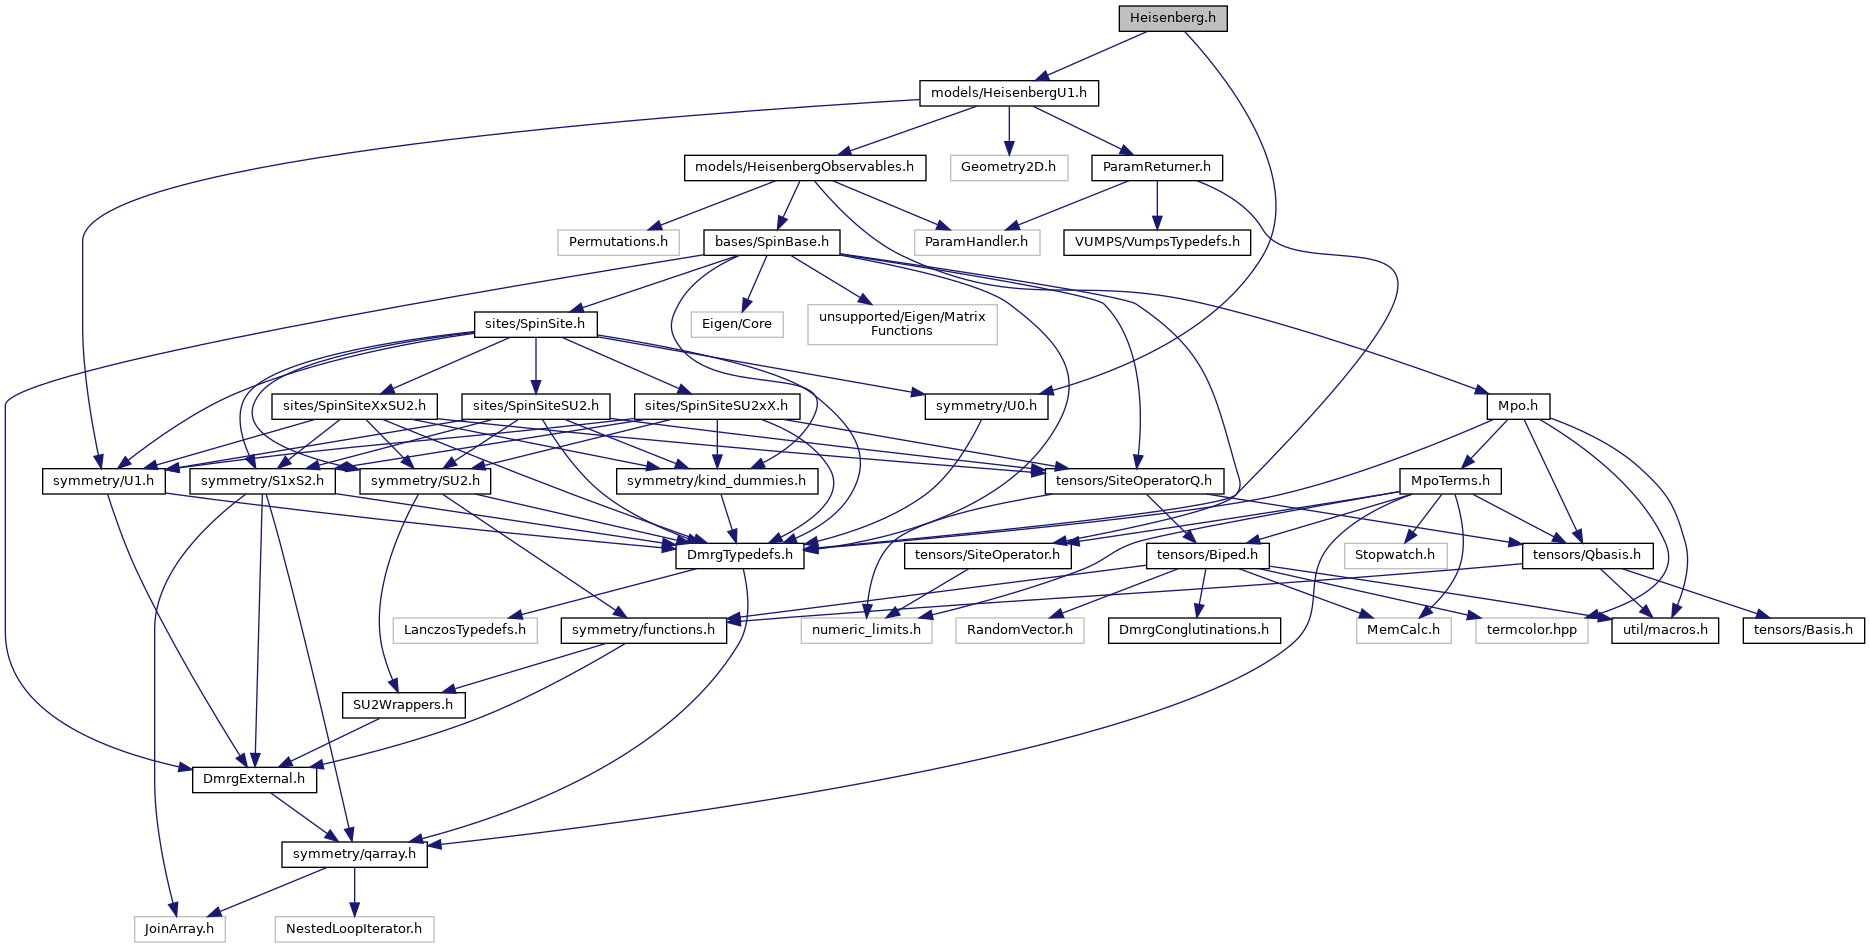 Heisenberg.h
models/HeisenbergU1.h
models/HeisenbergObservables.h
Geometry2D.h
ParamReturner.h
Permutations.h
bases/SpinBase.h
ParamHandler.h
VUMPS/VumpsTypedefs.h
sites/SpinSite.h
Eigen/Core
unsupported/Eigen/Matrix
Functions
sites/SpinSiteXxSU2.h
sites/SpinSiteSU2.h
sites/SpinSiteSU2xX.h
symmetry/U0.h
Mpo.h
symmetry/U1.h
symmetry/S1xS2.h
symmetry/SU2.h
symmetry/kind_dummies.h
tensors/SiteOperatorQ.h
MpoTerms.h
DmrgTypedefs.h
tensors/SiteOperator.h
tensors/Biped.h
Stopwatch.h
tensors/Qbasis.h
LanczosTypedefs.h
symmetry/functions.h
numeric_limits.h
RandomVector.h
DmrgConglutinations.h
MemCalc.h
termcolor.hpp
util/macros.h
tensors/Basis.h
SU2Wrappers.h
DmrgExternal.h
symmetry/qarray.h
JoinArray.h
NestedLoopIterator.h